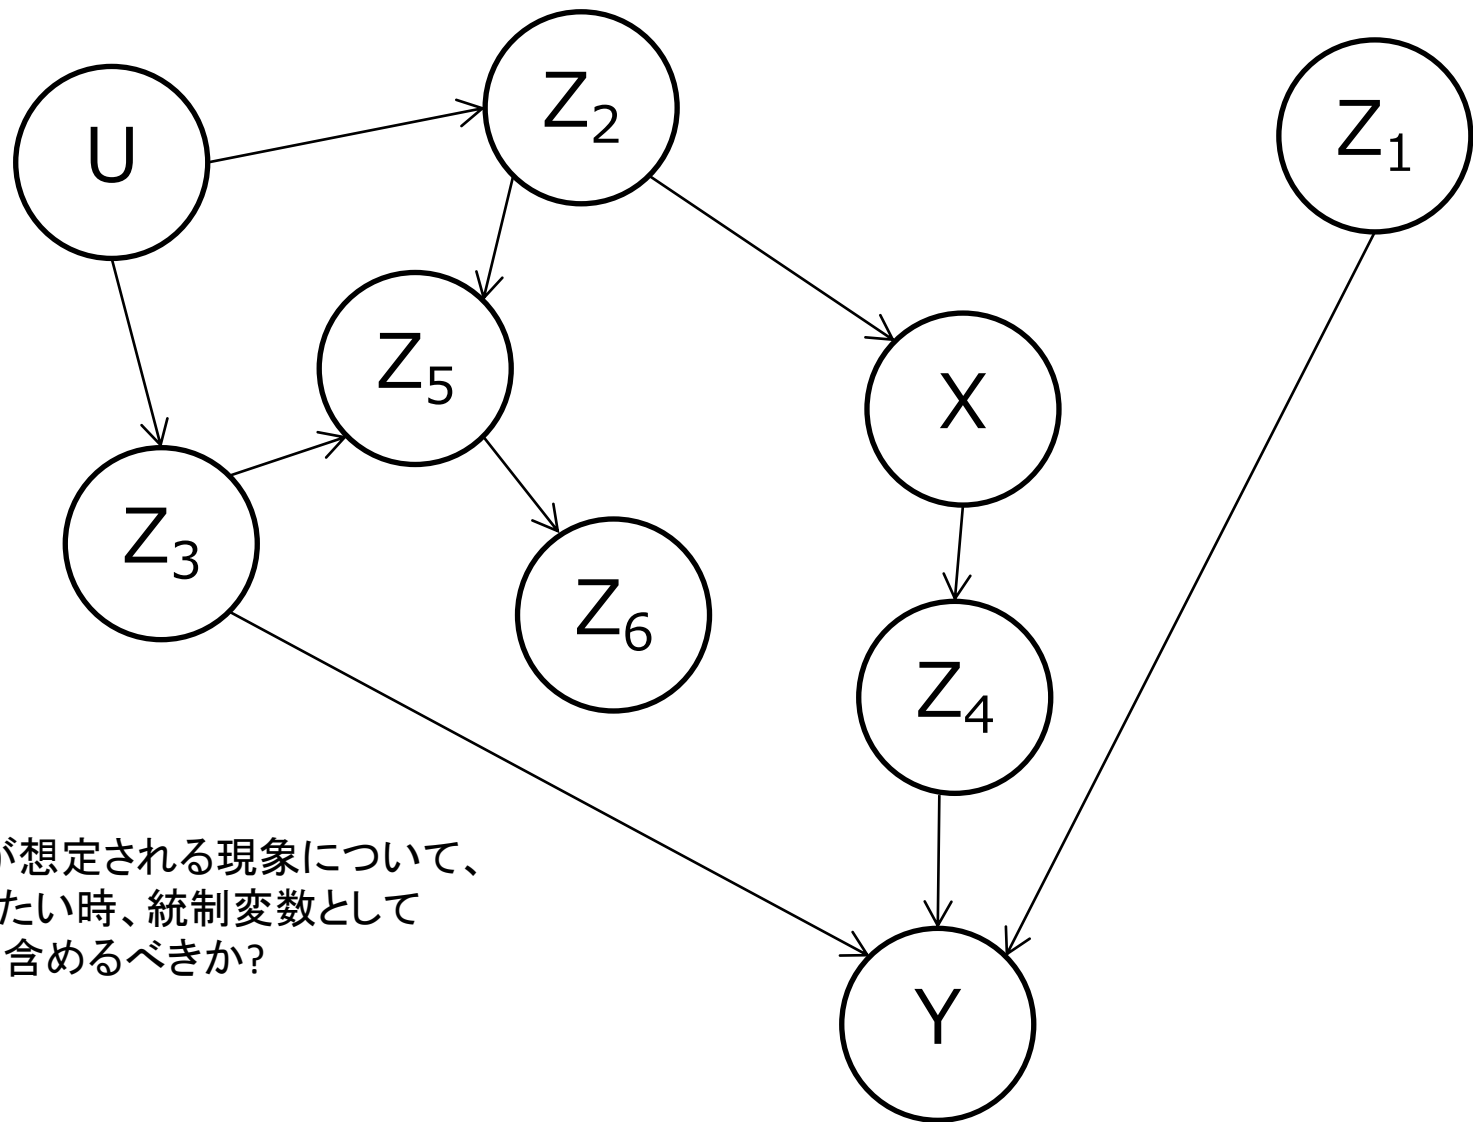 U
Z₂
Z₁
Z₅
X
Z₃
Z₆
Z₄
が想定される現象について、
たい時、統制変数として
含めるべきか?
Y